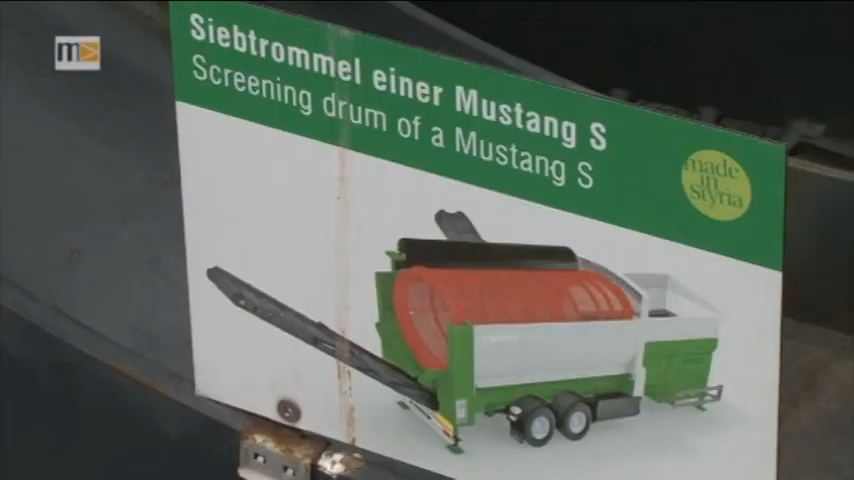 Siebtrommel einer Mustang S
Screening drum of a Mustang S
made
in
styria
m